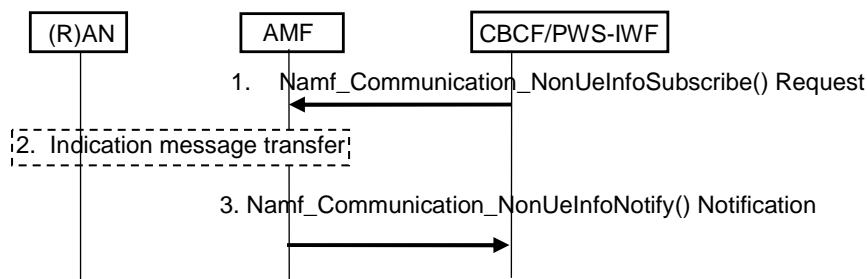 (R)AN AMF CBCF/PWS-IWF
1. Namf_Communication_NonUeInfoSubscribe() Request
2. Indication message transfer
3. Namf_Communication_NonUeInfoNotify() Notification